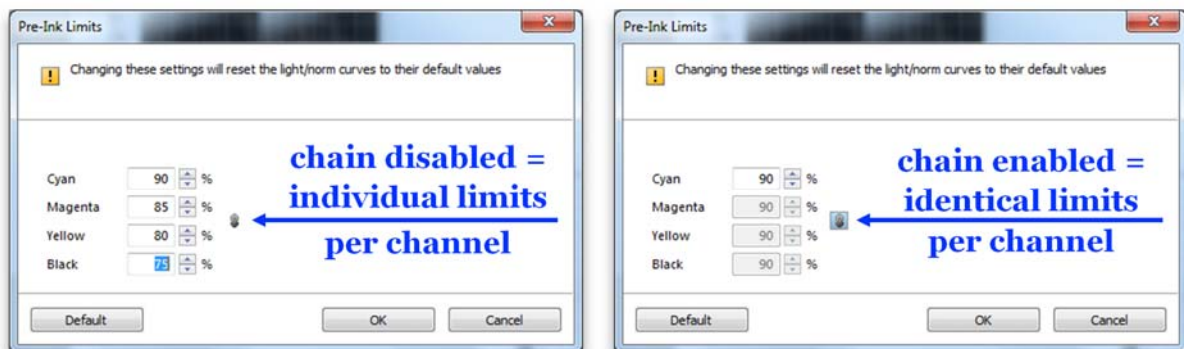 Pre-Ink Limits
Changing these settings will reset the light/norm curves to their default values
Cyan 90 %
Magenta 85 %
Yellow 80 %
Black 75 %
chain disabled =
individual limits
per channel
Default OK Cancel
Pre-Ink Limits
Changing these settings will reset the light/norm curves to their default values
Cyan 90 %
Magenta 90 %
Yellow 90 %
Black 90 %
chain enabled =
identical limits
per channel
Default OK Cancel